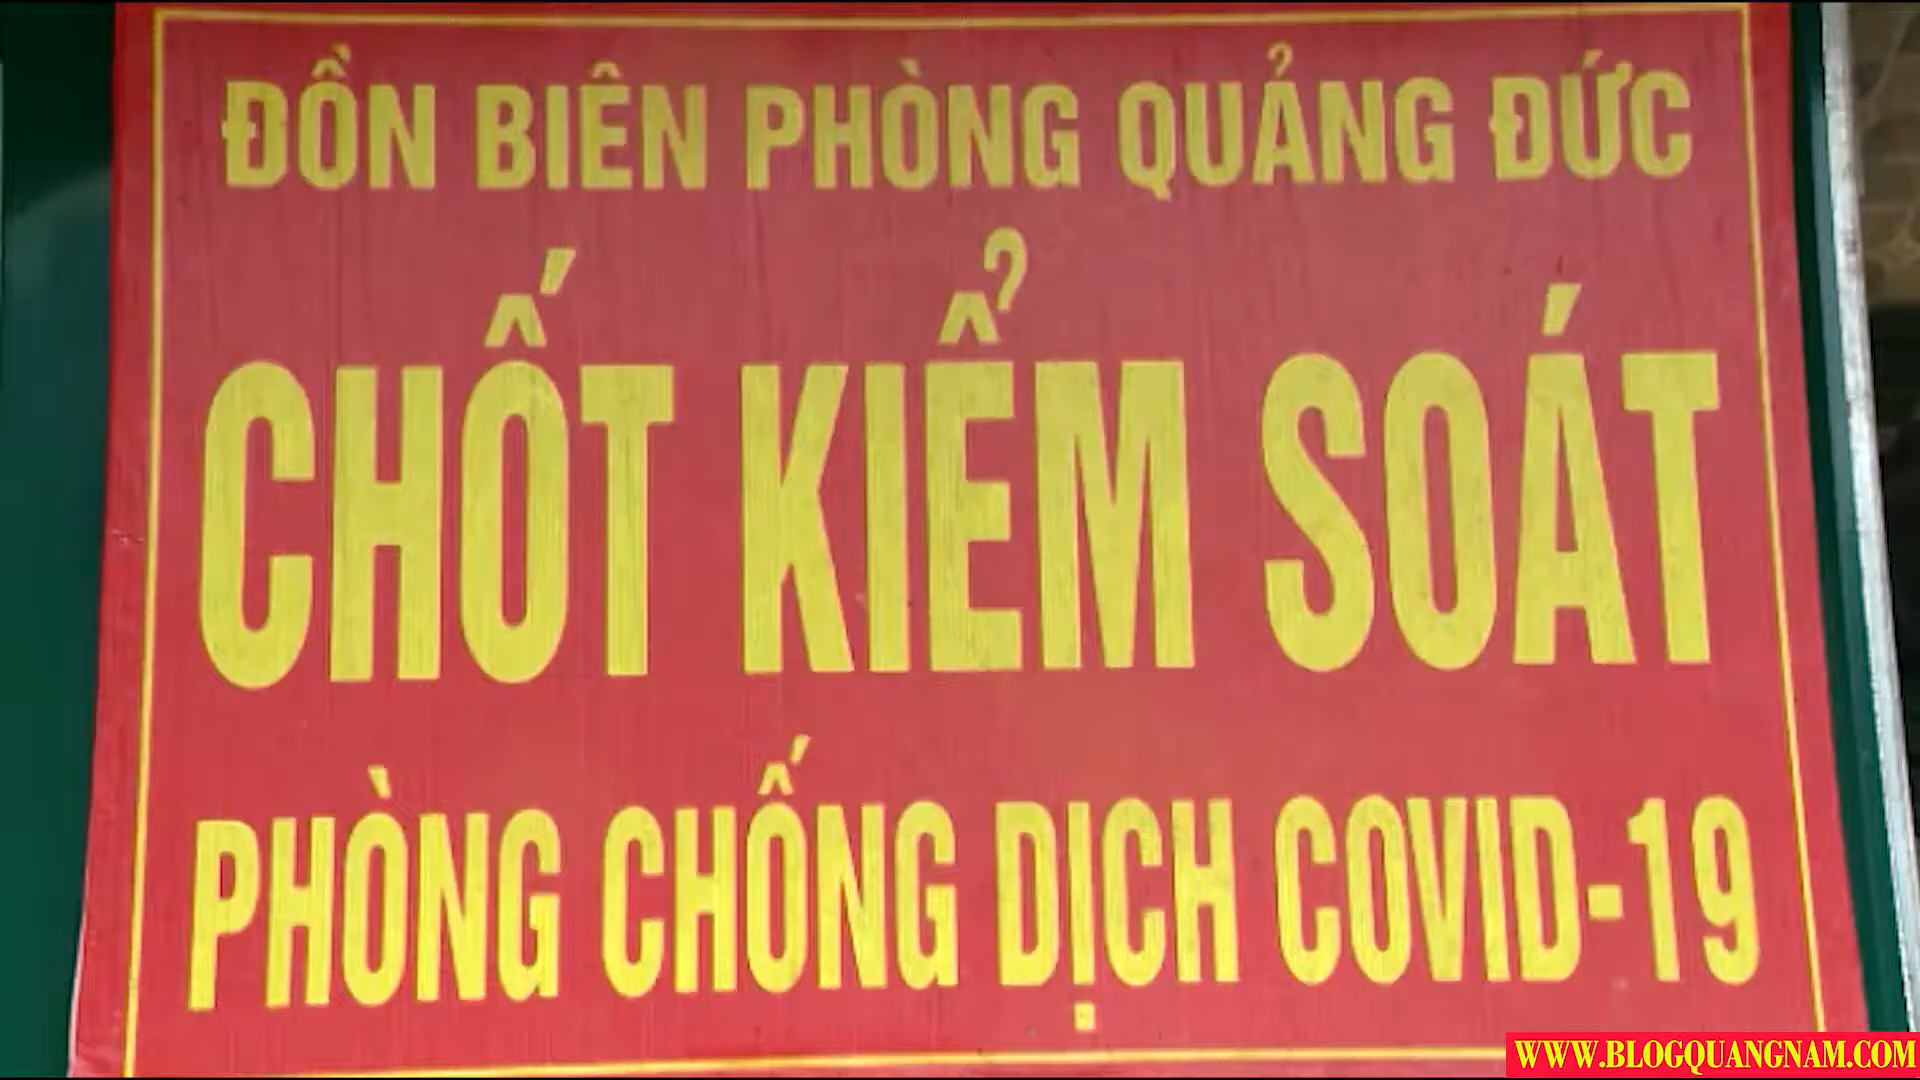 ĐỒN BIÊN PHÒNG QUẢNG ĐỨC
CHỐT KIỂM SOÁT
PHÒNG CHỐNG DỊCH COVID-19
WWW.BLOGQUANGNAM.COM